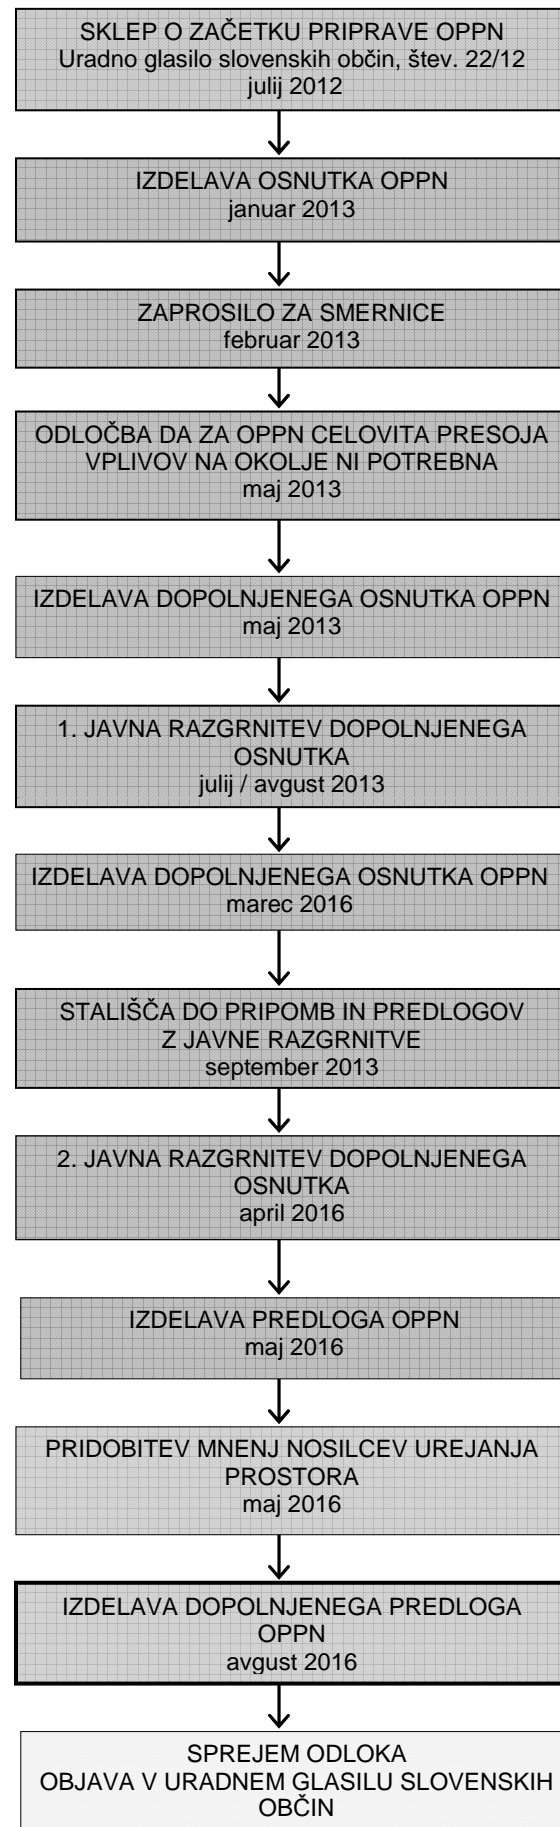 SKLEP O ZAČETKU PRIPRAVE OPPN
Uradno glasilo slovenskih občin, štev. 22/12
julij 2012
IZDELAVA OSNUTKA OPPN
januar 2013
ZAPROSILO ZA SMERNICE
februar 2013
ODLOČBA DA ZA OPPN CELOVITA PRESOJA
VPLIVOV NA OKOLJE NI POTREBNA
maj 2013
IZDELAVA DOPOLNJENEGA OSNUTKA OPPN
maj 2013
1. JAVNA RAZGRNITEV DOPOLNJENEGA
OSNUTKA
julij / avgust 2013
IZDELAVA DOPOLNJENEGA OSNUTKA OPPN
marec 2016
STALIŠČA DO PRIPOMB IN PREDLOGOV
Z JAVNE RAZGRNITVE
september 2013
2. JAVNA RAZGRNITEV DOPOLNJENEGA
OSNUTKA
april 2016
IZDELAVA PREDLOGA OPPN
maj 2016
PRIDOBITEV MNENJ NOSILCEV UREJANJA
PROSTORA
maj 2016
IZDELAVA DOPOLNJENEGA PREDLOGA
OPPN
avgust 2016
SPREJEM ODLOKA
OBJAVA V URADNEM GLASILU SLOVENSKIH
OBČIN